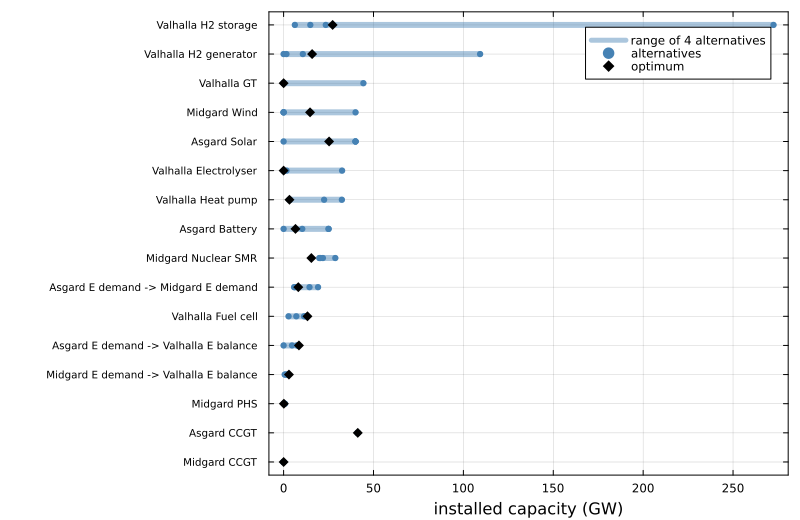 Valhalla H2 storage
range of 4 alternatives
Valhalla H2 generator
alternatives
optimum
Valhalla GT
Midgard Wind
Asgard Solar
Valhalla Electrolyser
Valhalla Heat pump
Asgard Battery
Midgard Nuclear SMR
Asgard E demand -> Midgard E demand
Valhalla Fuel cell
Asgard E demand -> Valhalla E balance
Midgard E demand -> Valhalla E balance
Midgard PHS
Asgard CCGT
Midgard CCGT
0 50 100 150 200 250
installed capacity (GW)